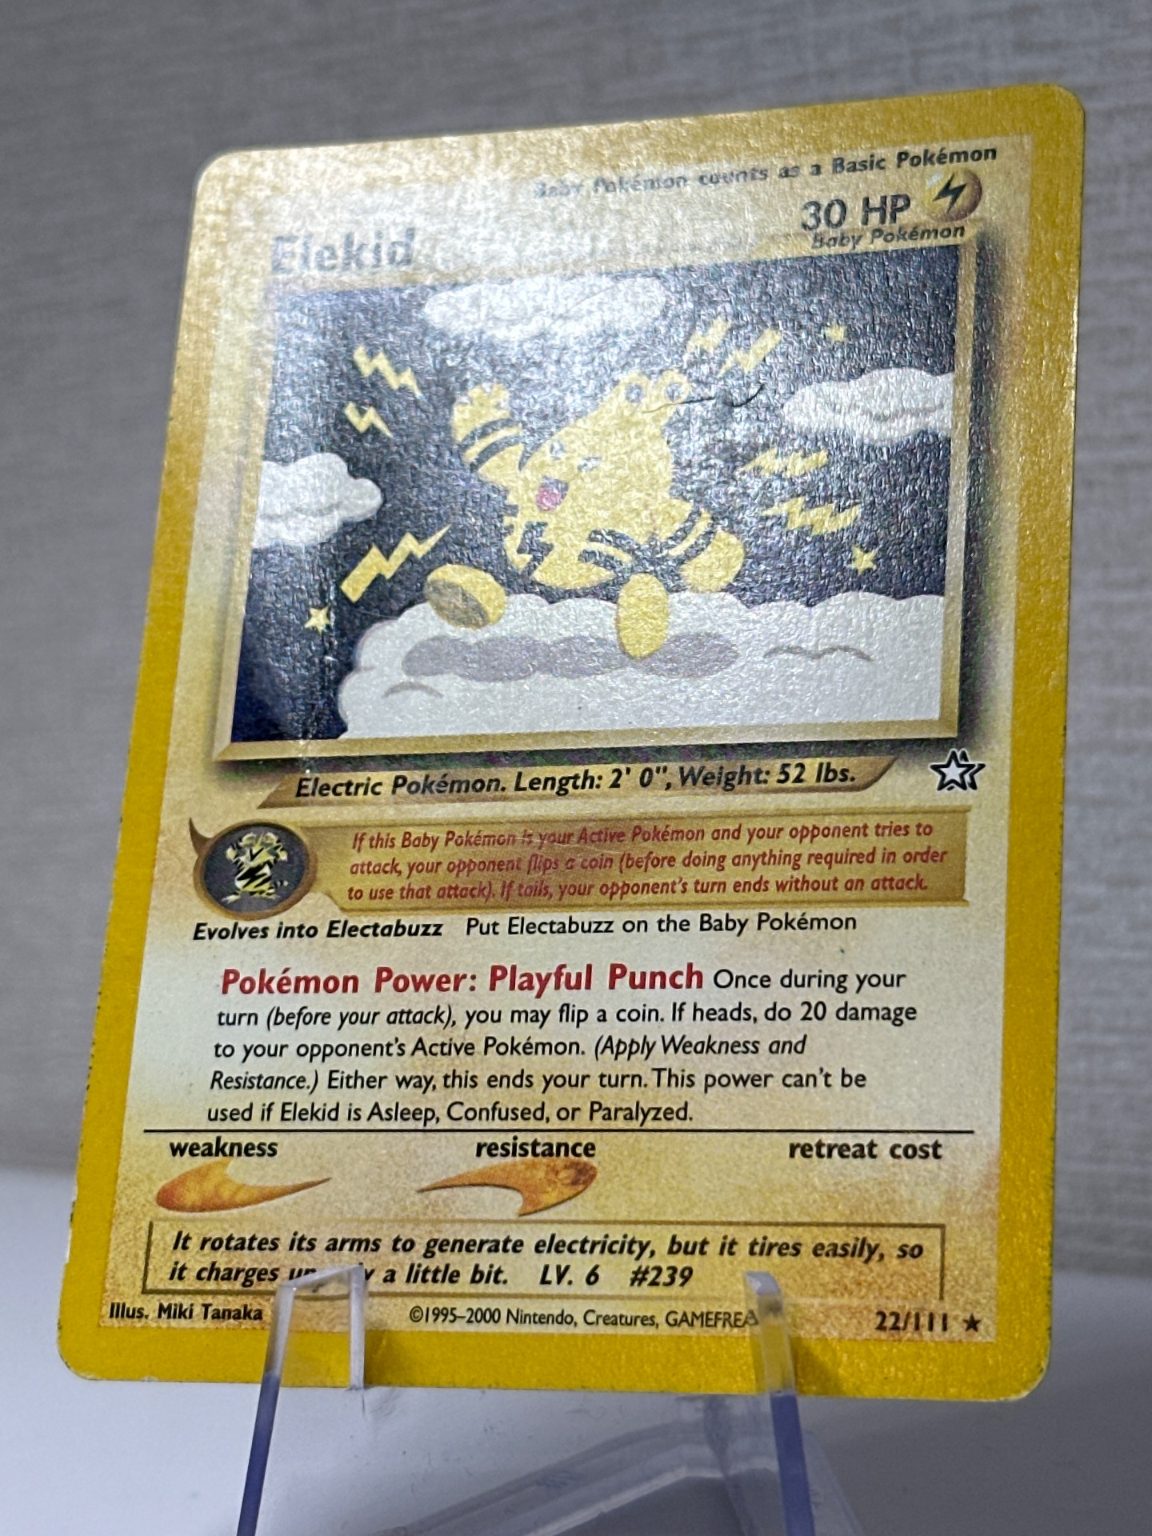 Baby Pokémon counts as a Basic Pokémon
30 HP
Baby Pokémon
Elekid
Electric Pokémon. Length: 2' 0", Weight: 52 lbs.
If this Baby Pokémon is your Active Pokémon and your opponent tries to
attack, your opponent flips a coin (before doing anything required in order
to use that attack). If tails, your opponent's turn ends without an attack.
Evolves into Electabuzz Put Electabuzz on the Baby Pokémon
Pokémon Power: Playful Punch Once during your
turn (before your attack), you may flip a coin. If heads, do 20 damage
to your opponent's Active Pokémon. (Apply Weakness and
Resistance.) Either way, this ends your turn. This power can't be
used if Elekid is Asleep, Confused, or Paralyzed.
weakness resistance retreat cost
It rotates its arms to generate electricity, but it tires easily, so
it charges a little bit. LV. 6 #239
Illus. Miki Tanaka ©1995–2000 Nintendo, Creatures, GAMEFREA 22/111